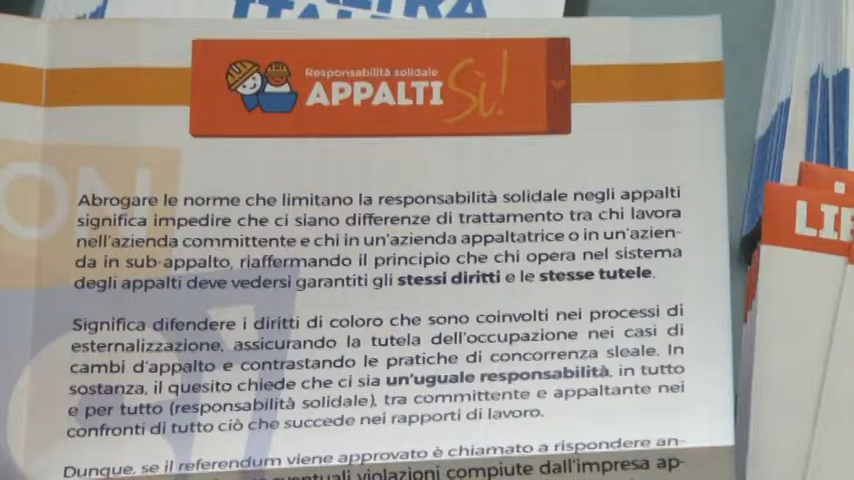 Responsabilità solidale
APPALTI Sì!
Abrogare le norme che limitano la responsabilità solidale negli appalti
significa impedire che ci siano differenze di trattamento tra chi lavora
nell'azienda committente e chi in un'azienda appaltatrice o in un'azien-
da in sub-appalto, riaffermando il principio che chi opera nel sistema
degli appalti deve vedersi garantiti gli stessi diritti e le stesse tutele.
Significa difendere i diritti di coloro che sono coinvolti nei processi di
esternalizzazione, assicurando la tutela dell'occupazione nei casi di
cambi d'appalto e contrastando le pratiche di concorrenza sleale. In
sostanza, il quesito chiede che ci sia un'uguale responsabilità, in tutto
e per tutto (responsabilità solidale), tra committente e appaltante nei
confronti di tutto ciò che succede nei rapporti di lavoro.
Dunque, se il referendum viene approvato è chiamato a rispondere an-
eventuali violazioni compiute dall'impresa ap-